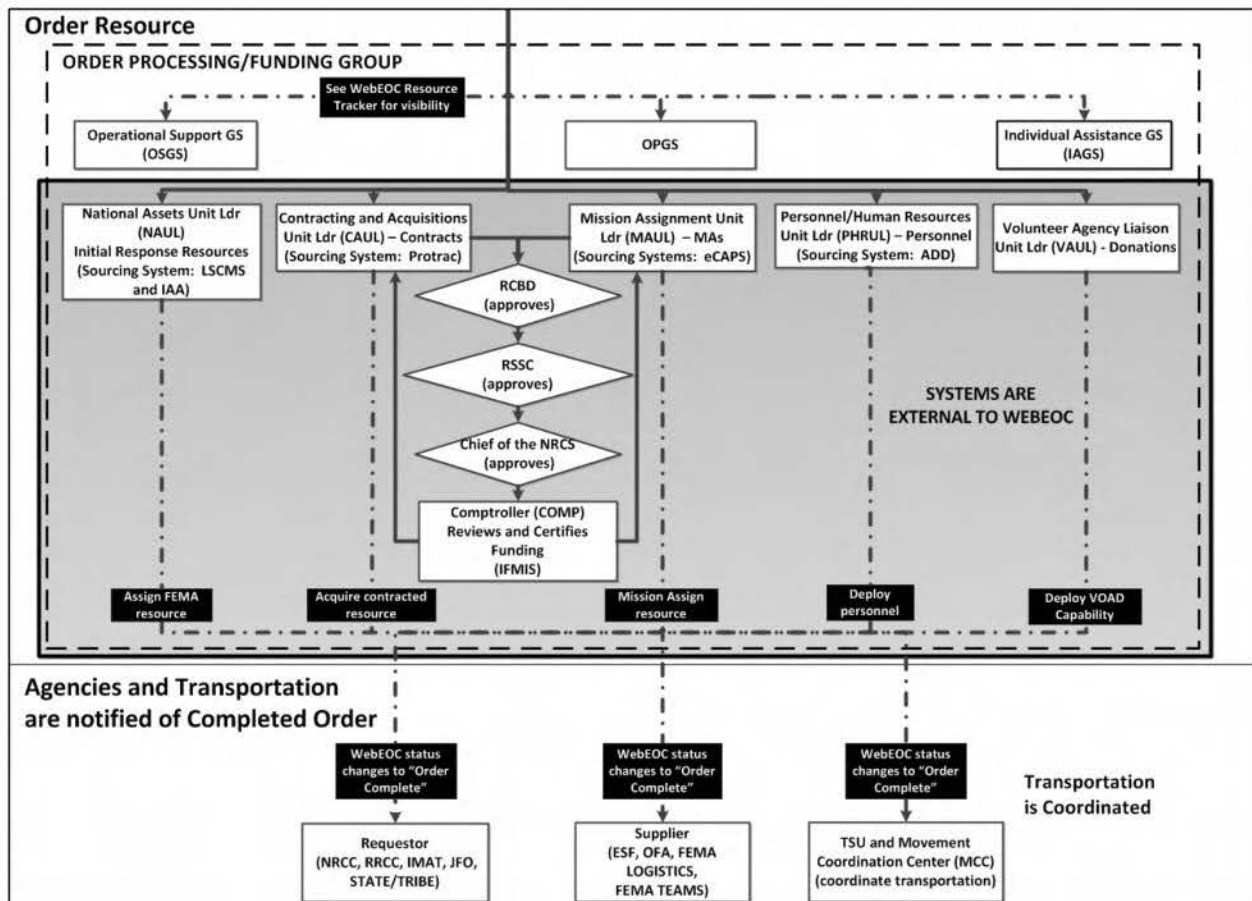 Order Resource
ORDER PROCESSING/FUNDING GROUP
See WebEOC Resource
Tracker for visibility
Operational Support GS
(OSGS)
OPGS
Individual Assistance GS
(IAGS)
National Assets Unit Ldr
(NAUL)
Initial Response Resources
(Sourcing System: LSCMS
and IAA)
Contracting and Acquisitions
Unit Ldr (CAUL) – Contracts
(Sourcing System: Protrac)
Mission Assignment Unit
Ldr (MAUL) – MAs
(Sourcing Systems: eCAPS)
Personnel/Human Resources
Unit Ldr (PHRUL) – Personnel
(Sourcing System: ADD)
Volunteer Agency Liaison
Unit Ldr (VAUL) - Donations
RCBD
(approves)
RSSC
(approves)
Chief of the NRCS
(approves)
Comptroller (COMP)
Reviews and Certifies
Funding
(IFMIS)
SYSTEMS ARE
EXTERNAL TO WEBEOC
Assign FEMA
resource
Acquire contracted
resource
Mission Assign
resource
Deploy
personnel
Deploy VOAD
Capability
Agencies and Transportation
are notified of Completed Order
WebEOC status
changes to “Order
Complete”
WebEOC status
changes to “Order
Complete”
WebEOC status
changes to “Order
Complete”
Transportation
is Coordinated
Requestor
(NRCC, RRCC, IMAT, JFO,
STATE/TRIBE)
Supplier
(ESF, OFA, FEMA
LOGISTICS,
FEMA TEAMS)
TSU and Movement
Coordination Center (MCC)
(coordinate transportation)